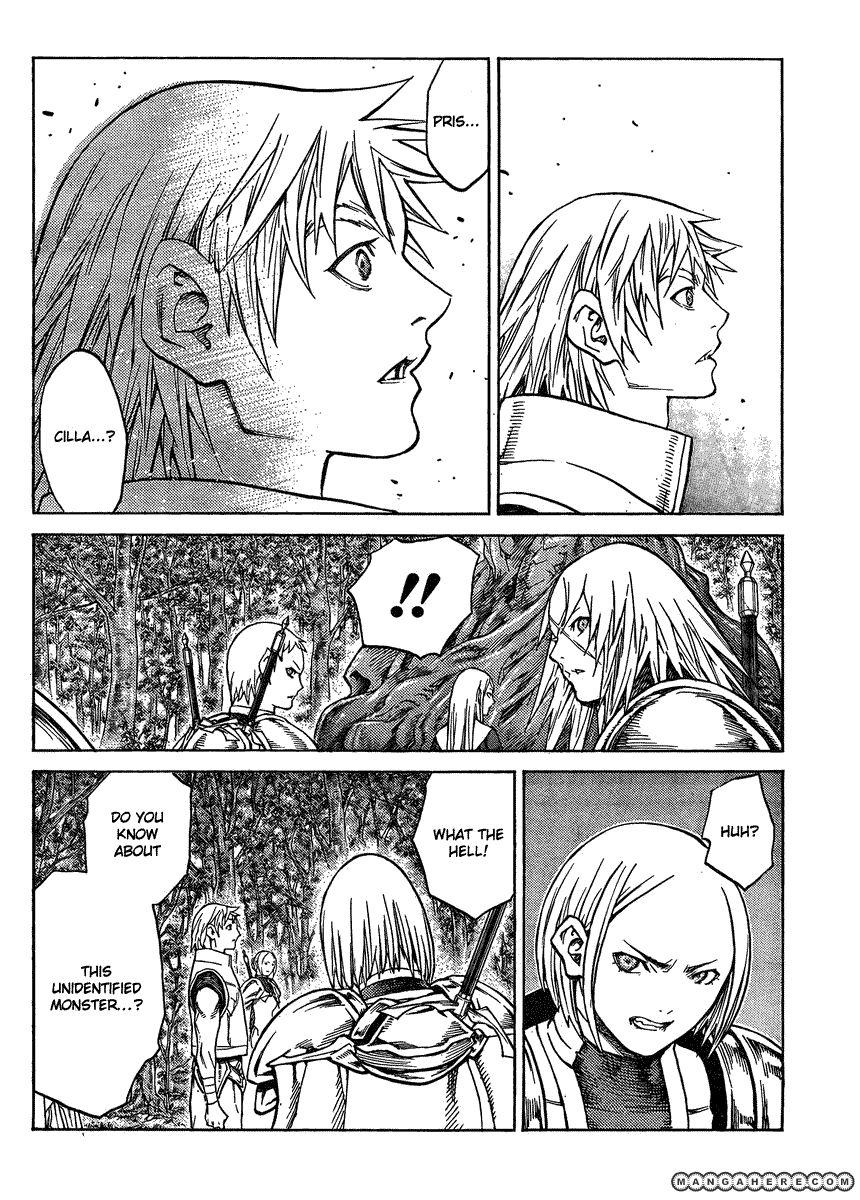 PRIS...
CILLA...?
!!
HUH?
WHAT THE
HELL!
DO YOU
KNOW
ABOUT
THIS
UNIDENTIFIED
MONSTER...?
MANGAHERE.COM